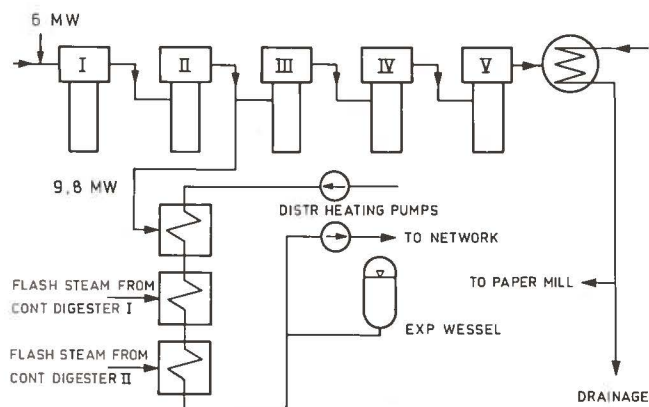 6 MW
I
II
III
IV
V
9,8 MW
DISTR HEATING PUMPS
TO NETWORK
FLASH STEAM FROM
CONT DIGESTER I
TO PAPER MILL
EXP WESSEL
FLASH STEAM FROM
CONT DIGESTER II
DRAINAGE